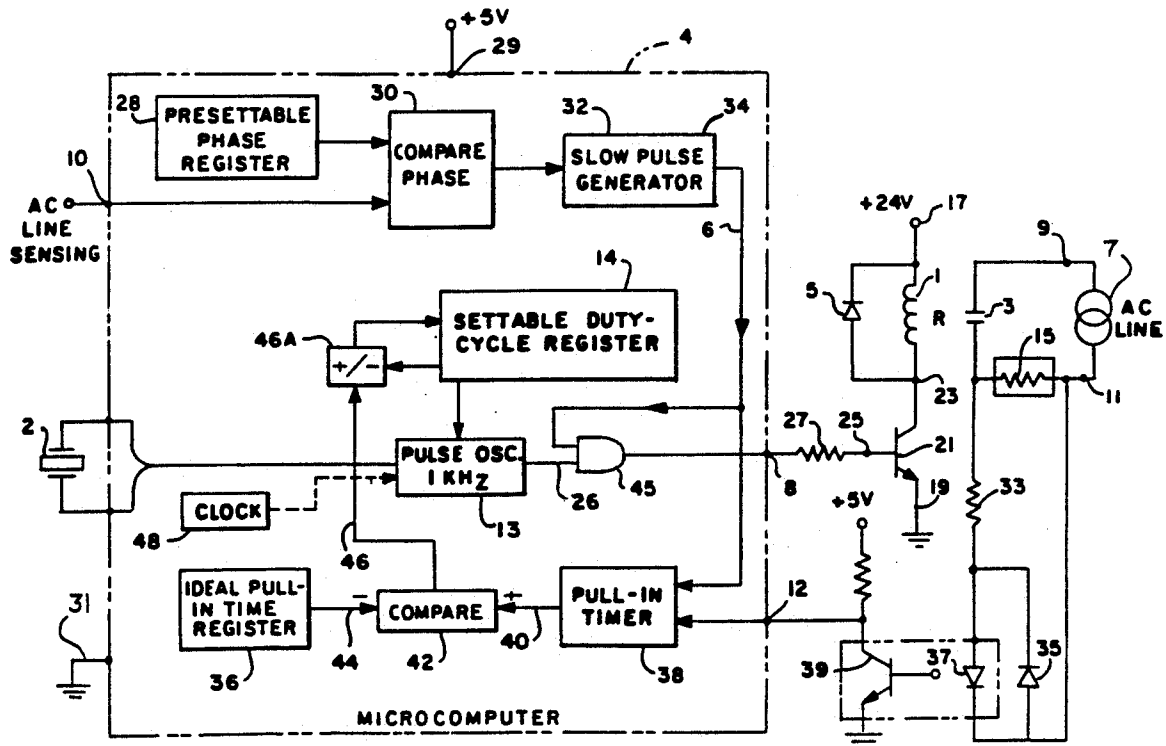 +5V
29
4
28
PRESETTABLE
PHASE
REGISTER
30
COMPARE
PHASE
32
34
SLOW PULSE
GENERATOR
10
AC
LINE
SENSING
6
+24V
17
9
7
14
SETTABLE DUTY-
CYCLE REGISTER
46A
+/-
5
1
R
3
AC
LINE
15
23
11
2
PULSE OSC.
1 KHZ
13
26
45
8
27
25
21
19
33
CLOCK
48
46
+5V
IDEAL PULL-
IN TIME
REGISTER
36
-
44
COMPARE
42
+
40
PULL-IN
TIMER
38
12
31
39
37
35
MICROCOMPUTER